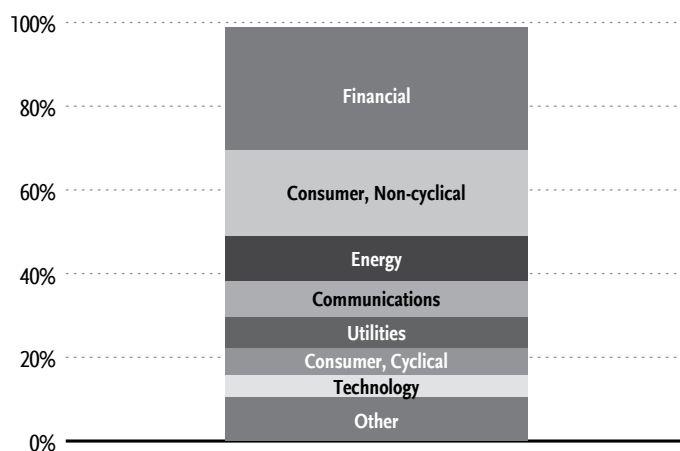 100%
Financial
80%
Consumer, Non-cyclical
60%
Energy
40%
Communications
Utilities
20%
Consumer, Cyclical
Technology
Other
0%